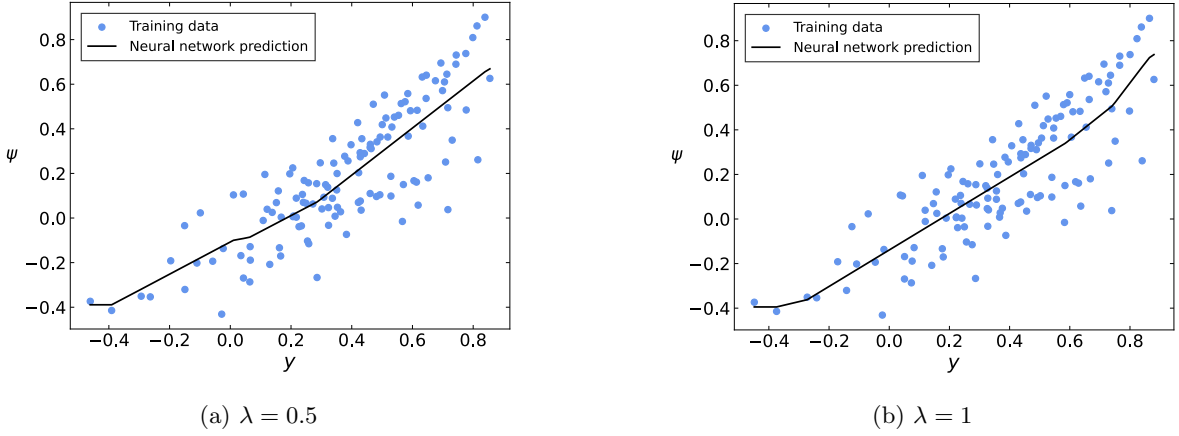 Training data
Neural network prediction
0.8
0.6
0.4
0.2
0.0
−0.2
−0.4
ψ
−0.4 −0.2 0.0 0.2 0.4 0.6 0.8
y
(a) λ = 0.5
Training data
Neural network prediction
0.8
0.6
0.4
0.2
0.0
−0.2
−0.4
ψ
−0.4 −0.2 0.0 0.2 0.4 0.6 0.8
y
(b) λ = 1